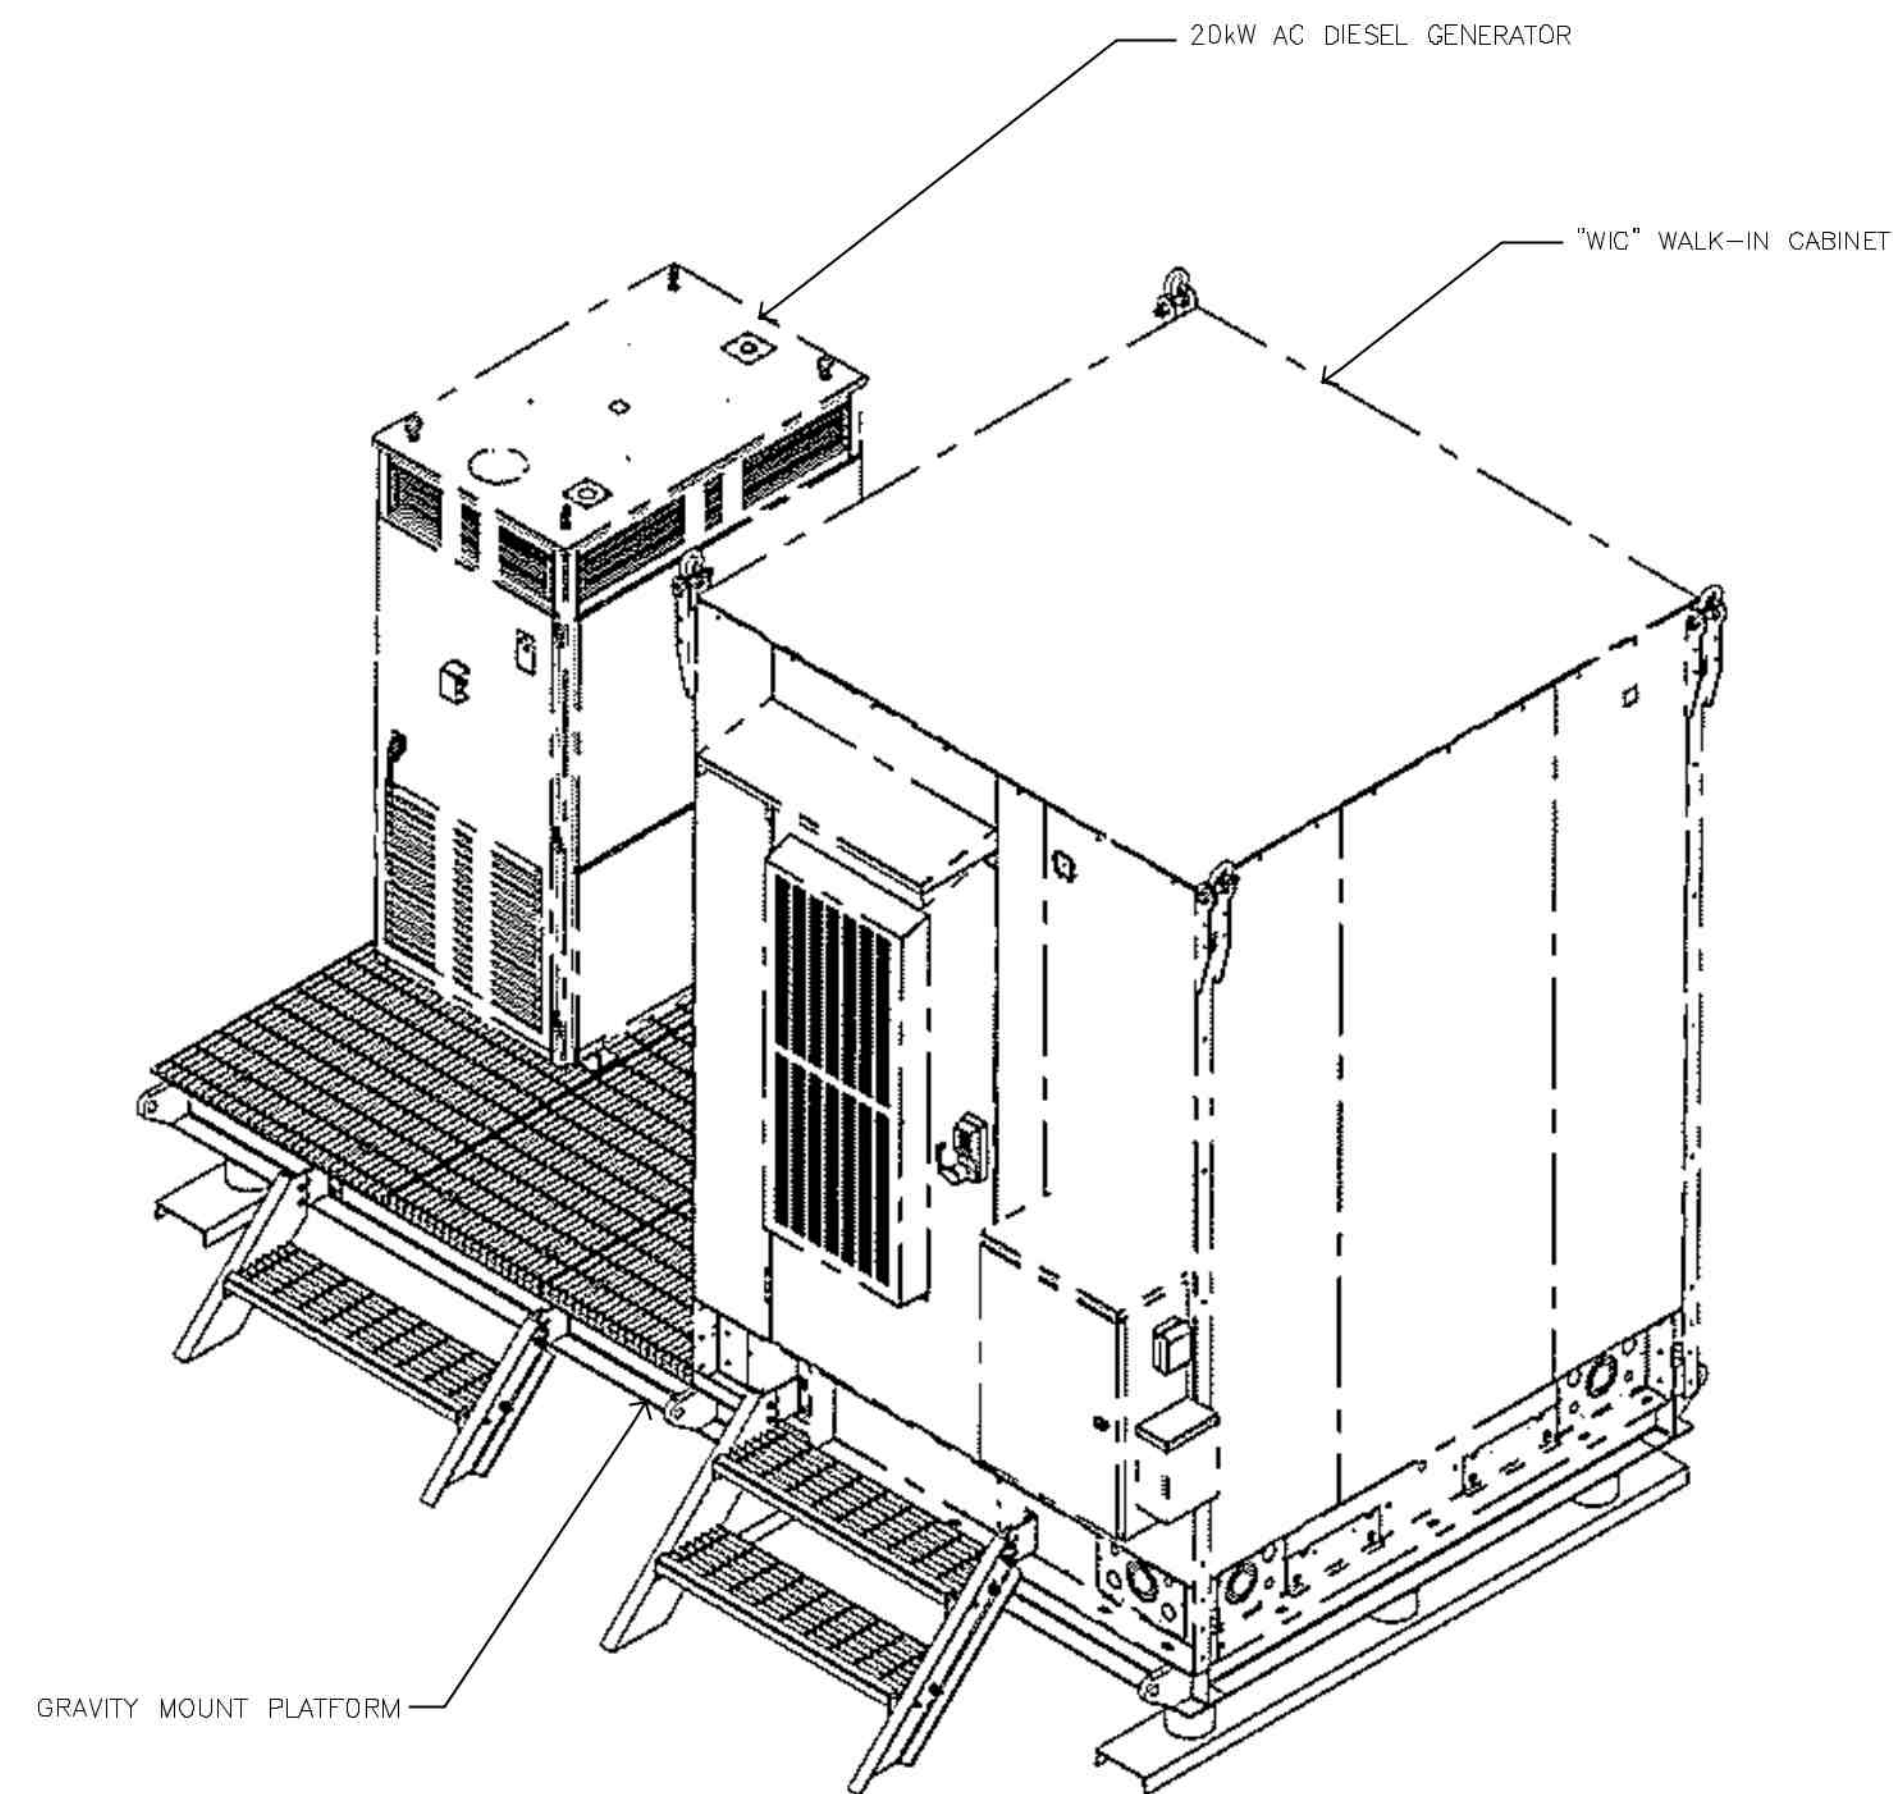 20kW AC DIESEL GENERATOR
"WIC" WALK-IN CABINET
GRAVITY MOUNT PLATFORM